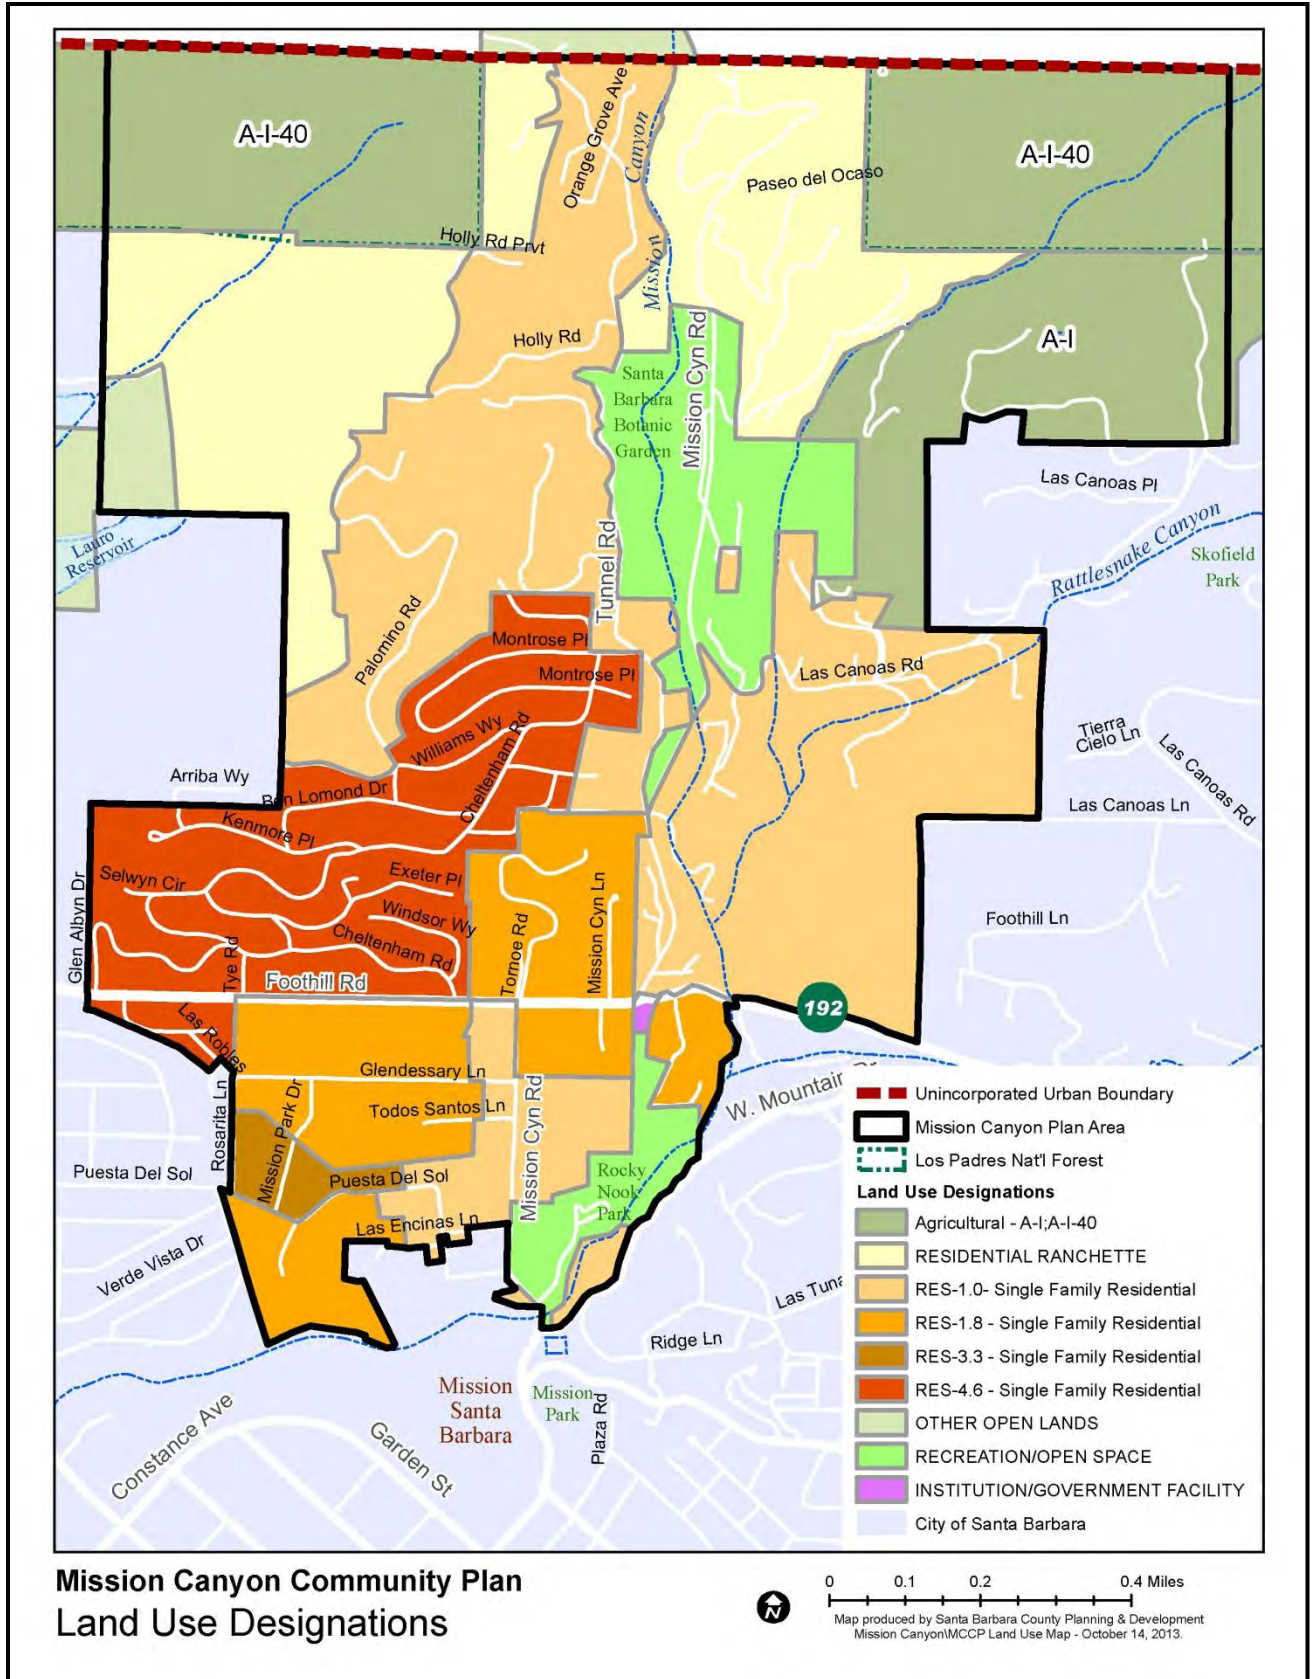 A-I-40
Orange Grove Ave
Canyon
Mission
A-I-40
Paseo del Ocaso
Holly Rd Prvt
Holly Rd
A-I
Santa
Barbara
Botanic
Garden
Mission Cyn Rd
Las Canoas Pl
Rattlesnake Canyon
Skofield
Park
Lauro
Reservoir
Tunnel Rd
Palomino Rd
Montrose Pl
Montrose Pl
Las Canoas Rd
Williams Wy
Cheltenham Rd
Tierra
Cielo Ln
Las Canoas Rd
Arriba Wy
Ben Lomond Dr
Las Canoas Ln
Kenmore Pl
Selwyn Cir
Exeter Pl
Glen Albyn Dr
Windsor Wy
Mission Cyn Ln
Foothill Ln
Tye Rd
Cheltenham Rd
Tornoe Rd
Foothill Rd
192
Las Robles
Glendessary Ln
W. Mountain Dr
Rosarita Ln
Mission Park Dr
Todos Santos Ln
Mission Cyn Rd
Puesta Del Sol
Puesta Del Sol
Rocky
Nook
Park
Las Encinas Ln
Verde Vista Dr
Las Tuna
Ridge Ln
Mission
Santa
Barbara
Mission
Park
Plaza Rd
Constance Ave
Garden St
Unincorporated Urban Boundary
Mission Canyon Plan Area
Los Padres Nat'l Forest
Land Use Designations
Agricultural - A-I;A-I-40
RESIDENTIAL RANCHETTE
RES-1.0- Single Family Residential
RES-1.8 - Single Family Residential
RES-3.3 - Single Family Residential
RES-4.6 - Single Family Residential
OTHER OPEN LANDS
RECREATION/OPEN SPACE
INSTITUTION/GOVERNMENT FACILITY
City of Santa Barbara
Mission Canyon Community Plan
Land Use Designations
N
0 0.1 0.2 0.4 Miles
Map produced by Santa Barbara County Planning & Development
Mission Canyon\MCCP Land Use Map - October 14, 2013.